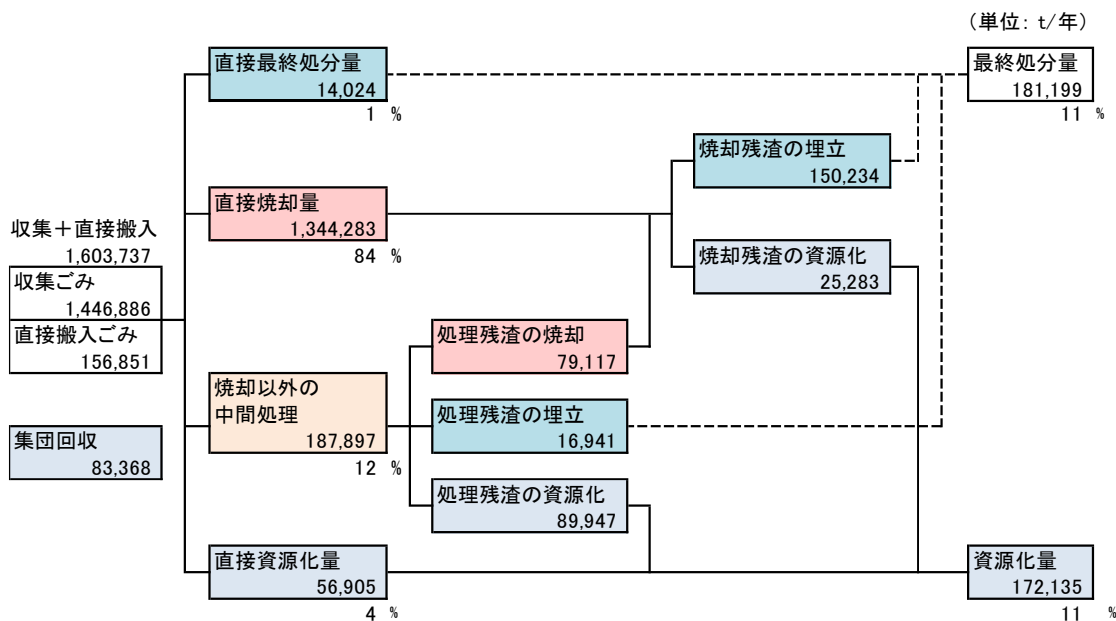 (単位: t/年)
直接最終処分量
14,024
1 %
最終処分量
181,199
11 %
焼却残渣の埋立
150,234
直接焼却量
1,344,283
84 %
収集＋直接搬入
1,603,737
収集ごみ
1,446,886
直接搬入ごみ
156,851
焼却残渣の資源化
25,283
処理残渣の焼却
79,117
焼却以外の
中間処理
187,897
12 %
処理残渣の埋立
16,941
集団回収
83,368
処理残渣の資源化
89,947
直接資源化量
56,905
4 %
資源化量
172,135
11 %